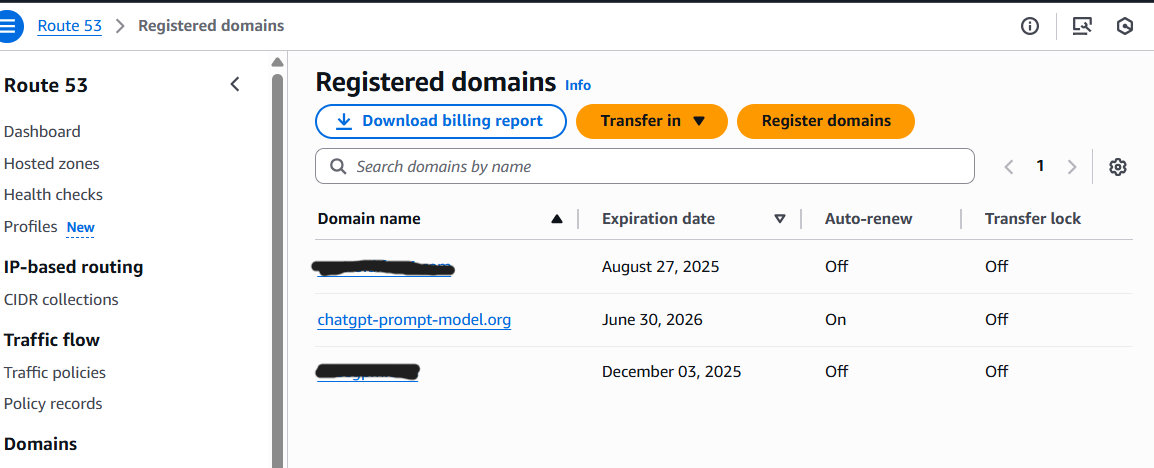 Route 53 > Registered domains
Route 53
Dashboard
Hosted zones
Health checks
Profiles New
IP-based routing
CIDR collections
Traffic flow
Traffic policies
Policy records
Domains
Registered domains Info
Download billing report Transfer in Register domains
Search domains by name 1
Domain name Expiration date Auto-renew Transfer lock
August 27, 2025 Off Off
chatgpt-prompt-model.org June 30, 2026 On Off
December 03, 2025 Off Off